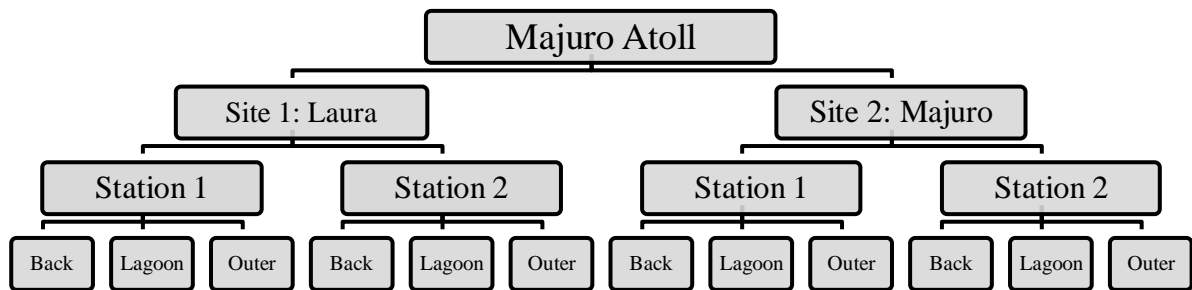 Majuro Atoll
Site 1: Laura
Site 2: Majuro
Station 1
Station 2
Station 1
Station 2
Back
Lagoon
Outer
Back
Lagoon
Outer
Back
Lagoon
Outer
Back
Lagoon
Outer